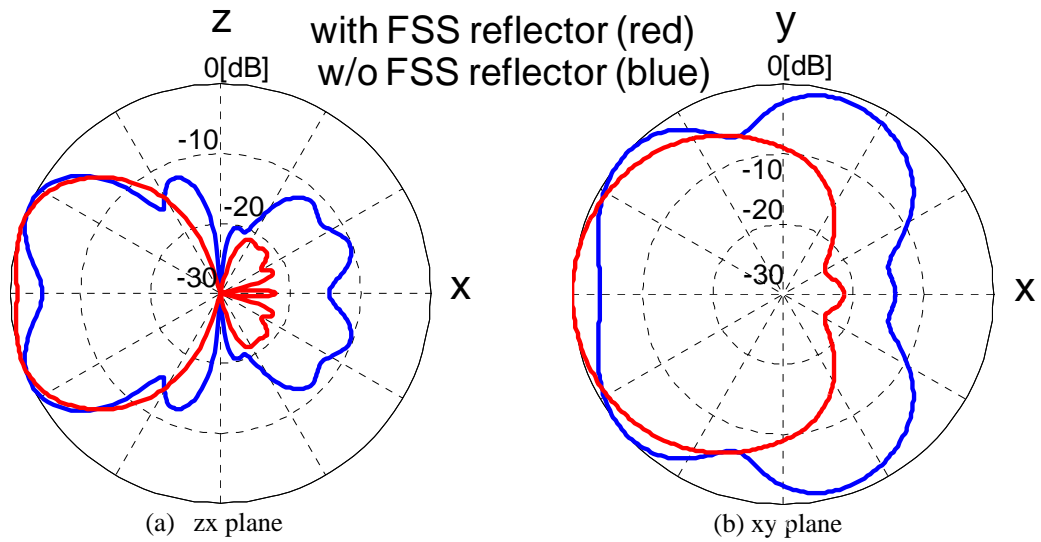 z
with FSS reflector (red)
y
0[dB]
w/o FSS reflector (blue)
0[dB]
-10
-10
-20
-20
-30
-30
x
x
(a) zx plane
(b) xy plane